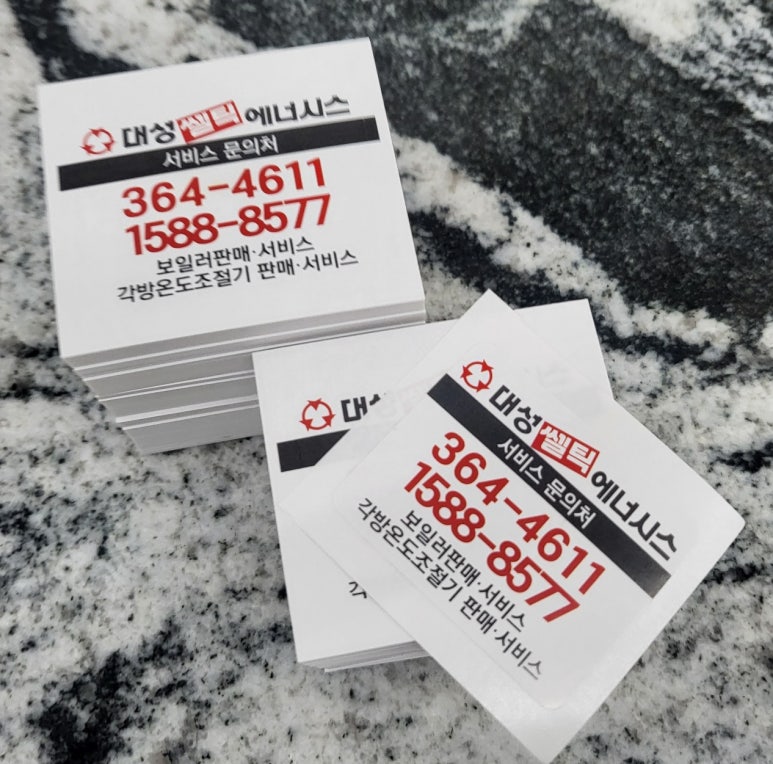 대성쎌틱에너시스
서비스 문의처
364-4611
1588-8577
보일러판매·서비스
각방온도조절기 판매·서비스
대성
대성쎌틱에너시스
서비스 문의처
364-4611
1588-8577
보일러판매·서비스
각방온도조절기 판매·서비스